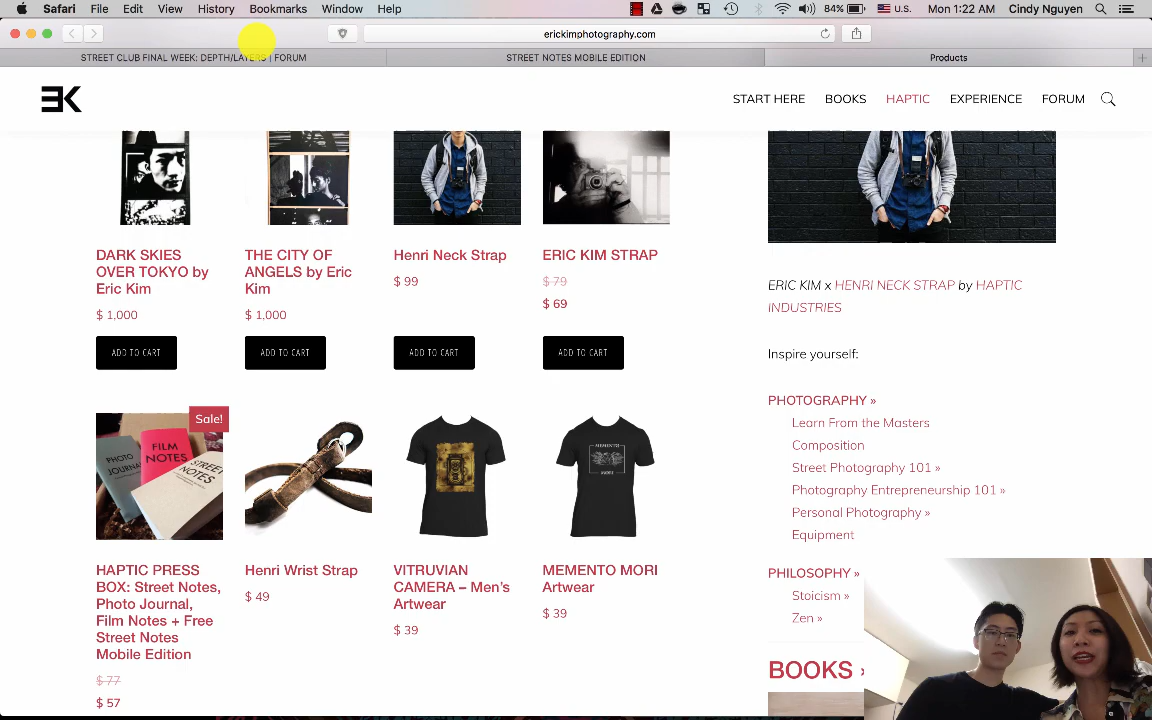 Safari File Edit View History Bookmarks Window Help 84% U.S. Mon 1:22 AM Cindy Nguyen
erickimphotography.com
STREET CLUB FINAL WEEK: DEPTH/LAYERS | FORUM STREET NOTES MOBILE EDITION Products
EK START HERE BOOKS HAPTIC EXPERIENCE FORUM
DARK SKIES
OVER TOKYO by
Eric Kim
$ 1,000
ADD TO CART
THE CITY OF
ANGELS by Eric
Kim
$ 1,000
ADD TO CART
Henri Neck Strap
$ 99
ADD TO CART
ERIC KIM STRAP
$ 79
$ 69
ADD TO CART
Sale!
PHOTO
JOURNAL
FILM
NOTES
STREET
NOTES
HAPTIC PRESS
BOX: Street Notes,
Photo Journal,
Film Notes + Free
Street Notes
Mobile Edition
$ 77
$ 57
Henri Wrist Strap
$ 49
VITRUVIAN
CAMERA – Men's
Artwear
$ 39
MEMENTO
MORI
MEMENTO MORI
Artwear
$ 39
ERIC KIM x HENRI NECK STRAP by HAPTIC
INDUSTRIES
Inspire yourself:
PHOTOGRAPHY »
Learn From the Masters
Composition
Street Photography 101 »
Photography Entrepreneurship 101 »
Personal Photography »
Equipment
PHILOSOPHY »
Stoicism »
Zen »
BOOKS »